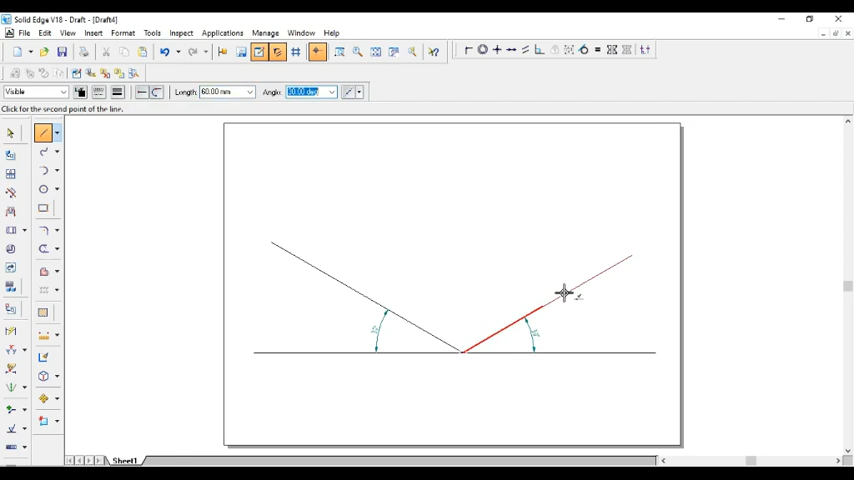 Solid Edge V18 - Draft - [Draft4]
File Edit View Insert Format Tools Inspect Applications Manage Window Help
Visible Length: 60.00 mm Angle: 30.00 deg
Click for the second point of the line.
30°
Sheet1